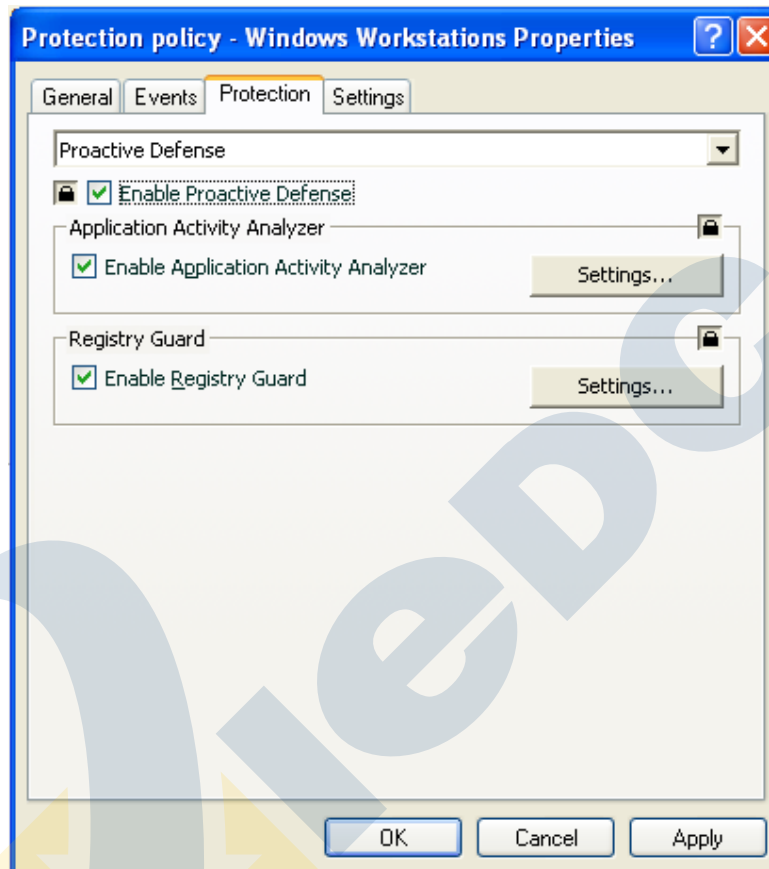 Protection policy - Windows Workstations Properties
General Events Protection Settings
Proactive Defense
Enable Proactive Defense
Application Activity Analyzer
Enable Application Activity Analyzer Settings...
Registry Guard
Enable Registry Guard Settings...
OK Cancel Apply